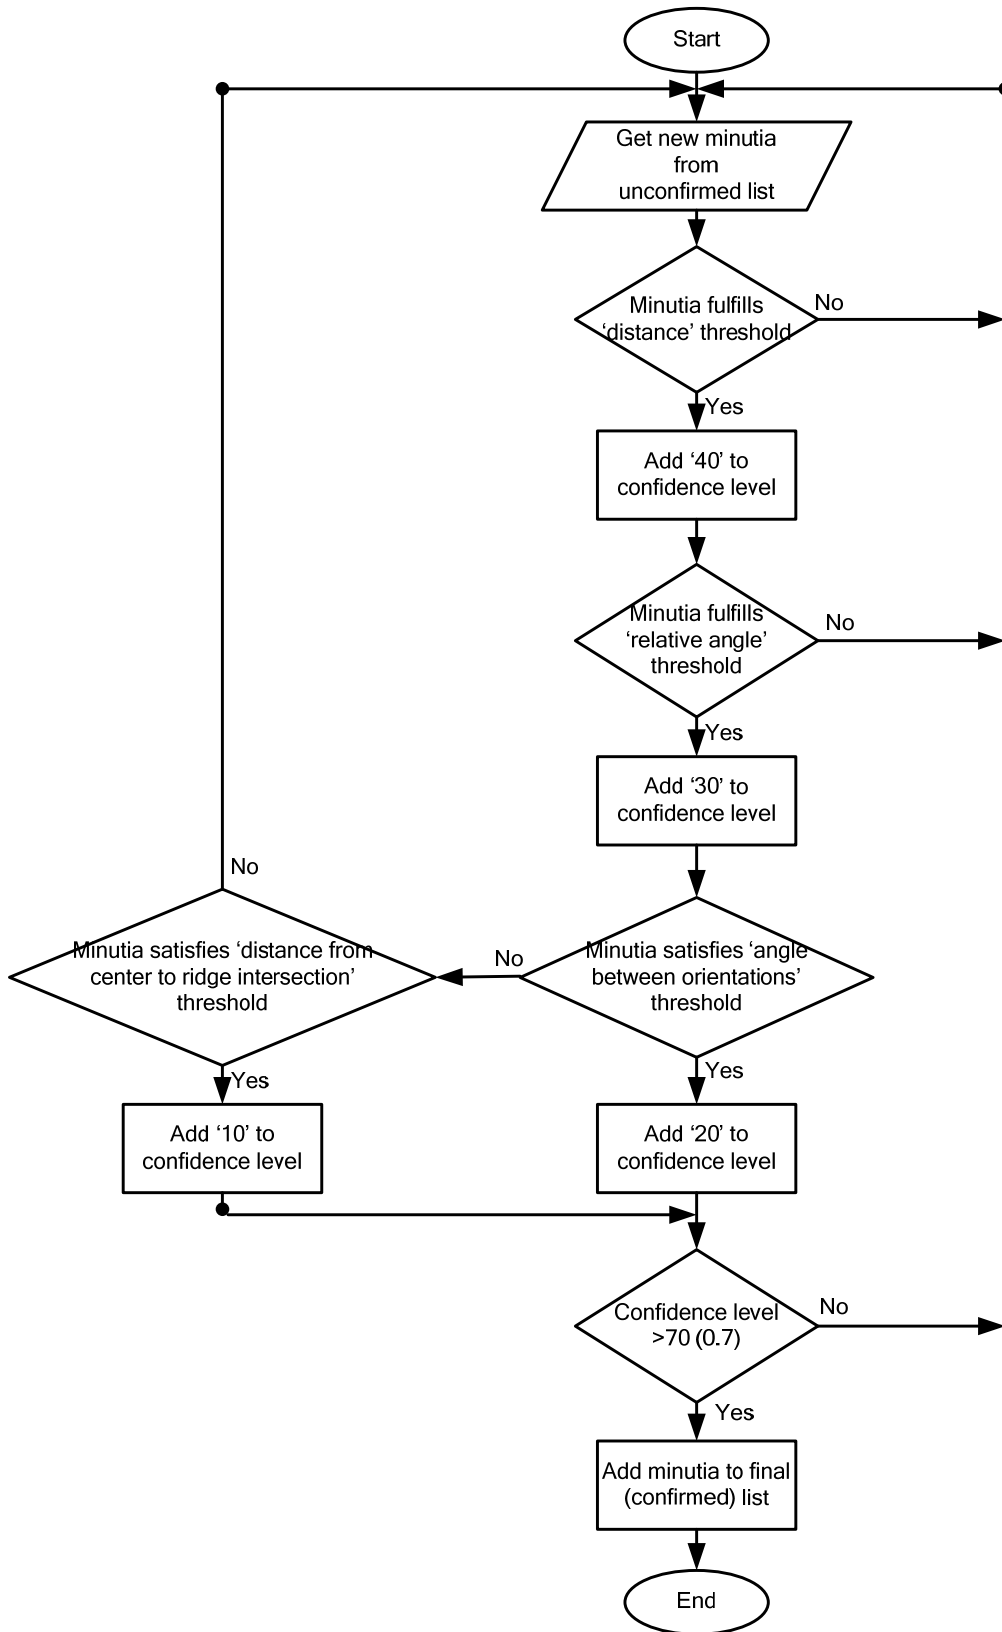 Start
Get new minutia
from
unconfirmed list
Minutia fulfills
‘distance’ threshold
No
Yes
Add ‘40’ to
confidence level
Minutia fulfills
‘relative angle’
threshold
No
Yes
Add ‘30’ to
confidence level
No
Minutia satisfies ‘distance from
center to ridge intersection’
threshold
No
Minutia satisfies ‘angle
between orientations’
threshold
Yes
Yes
Add ‘10’ to
confidence level
Add ‘20’ to
confidence level
Confidence level
>70 (0.7)
No
Yes
Add minutia to final
(confirmed) list
End